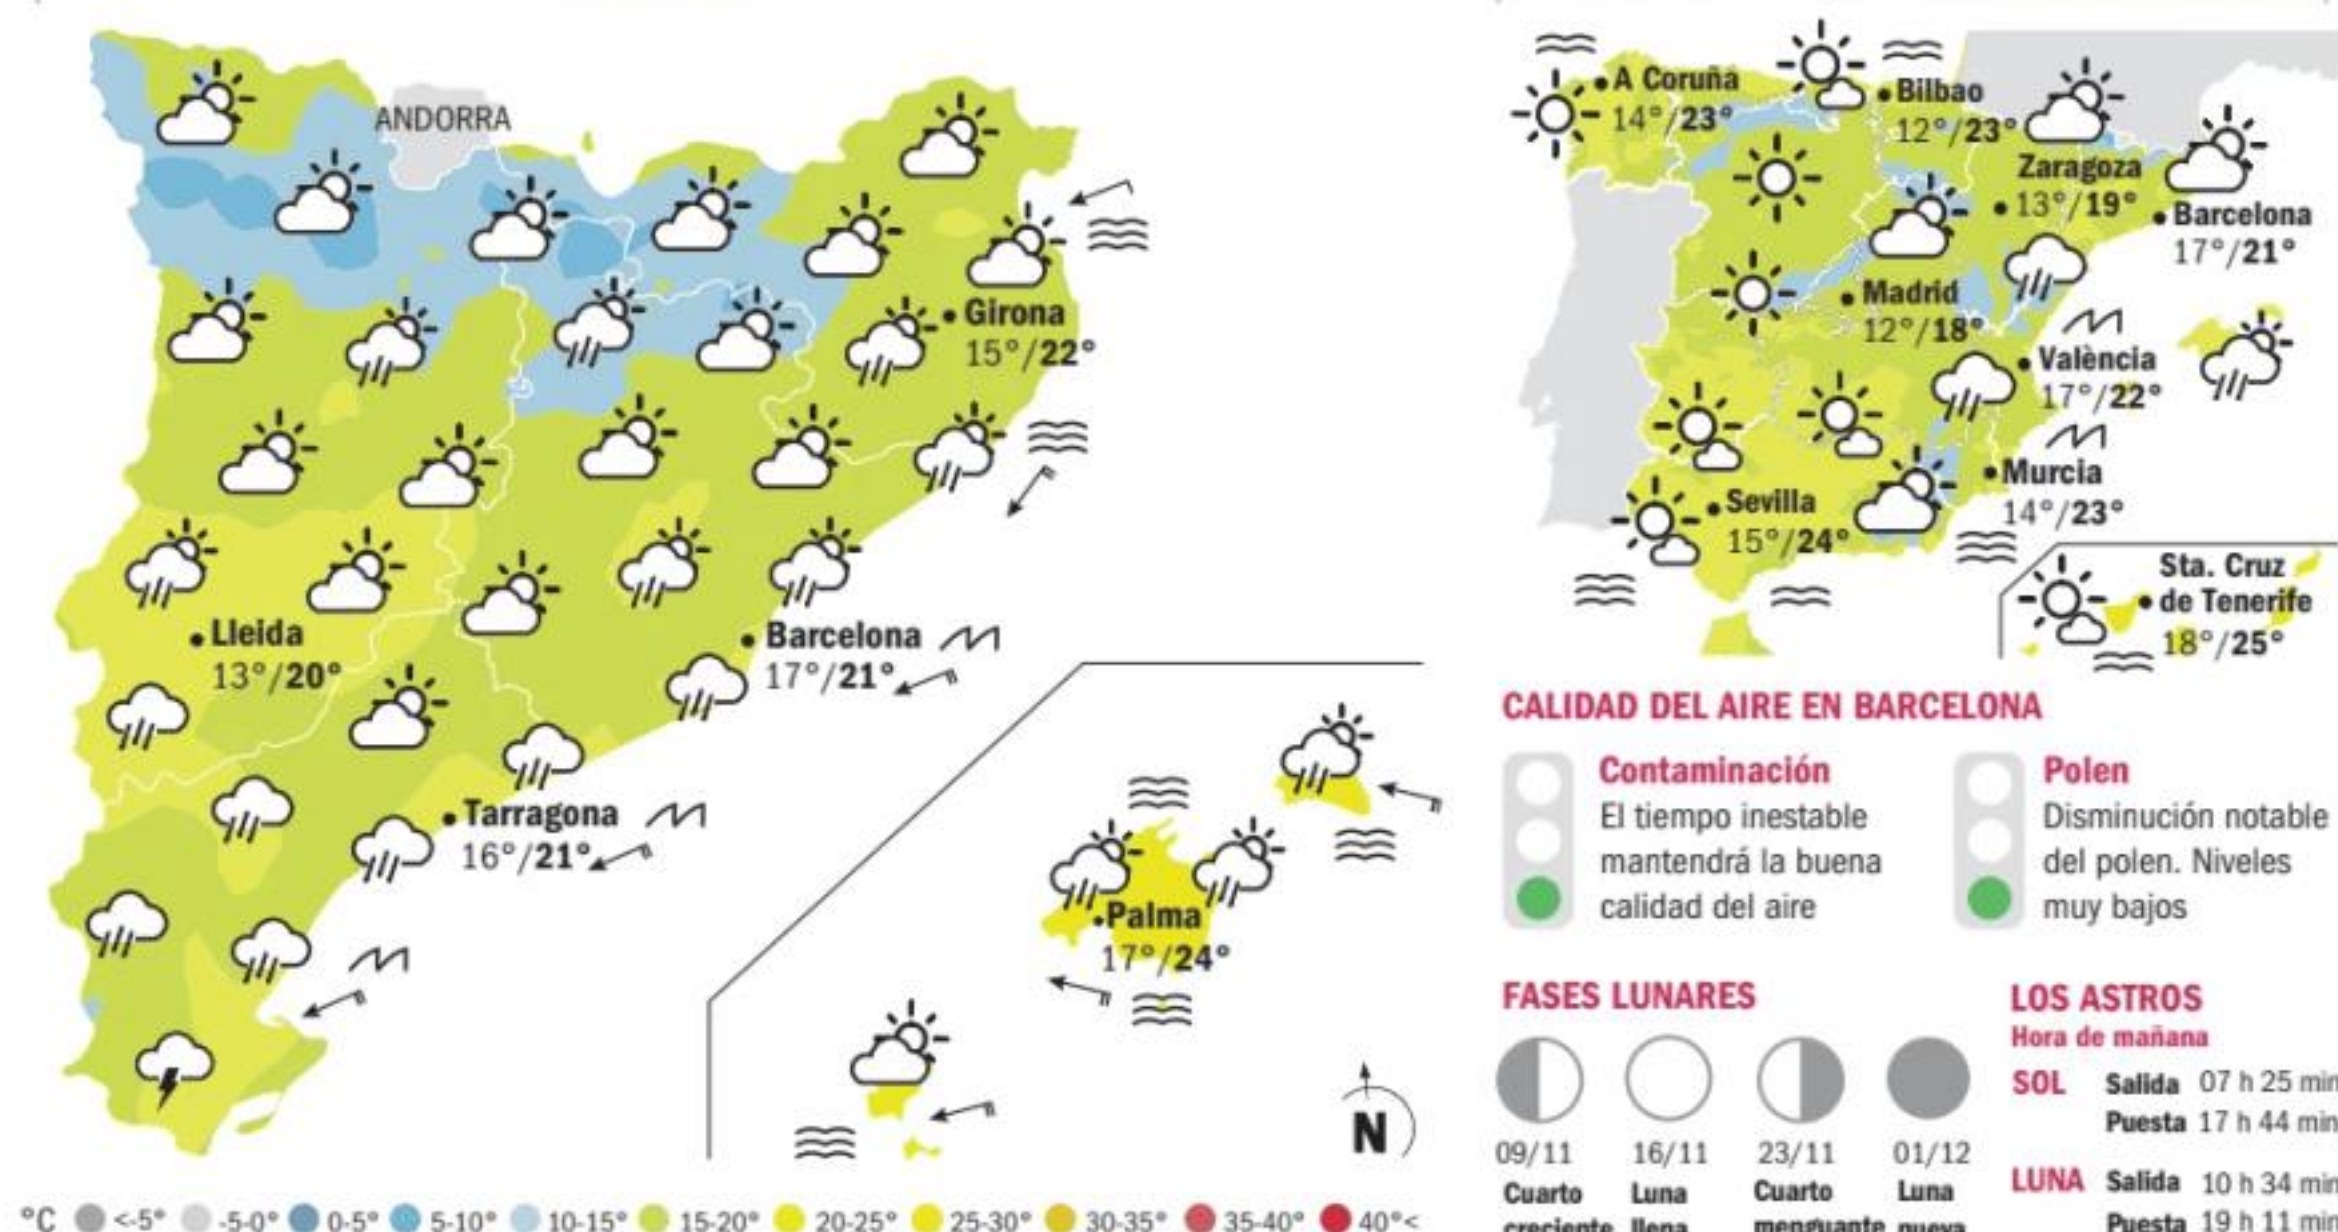 ANDORRA
Girona
15°/22°
Lleida
13°/20°
Barcelona
17°/21°
Tarragona
16°/21°
Palma
17°/24°
N
°C <-5° -5-0° 0-5° 5-10° 10-15° 15-20° 20-25° 25-30° 30-35° 35-40° 40°<
A Coruña
14°/23°
Bilbao
12°/23°
Zaragoza
13°/19°
Barcelona
17°/21°
Madrid
12°/18°
València
17°/22°
Murcia
14°/23°
Sevilla
15°/24°
Sta. Cruz
de Tenerife
18°/25°
CALIDAD DEL AIRE EN BARCELONA
Contaminación
El tiempo inestable
mantendrá la buena
calidad del aire
Polen
Disminución notable
del polen. Niveles
muy bajos
FASES LUNARES
09/11 16/11 23/11 01/12
Cuarto Luna Cuarto Luna
creciente llena menguante nueva
LOS ASTROS
Hora de mañana
SOL Salida 07 h 25 min
Puesta 17 h 44 min
LUNA Salida 10 h 34 min
Puesta 19 h 11 min